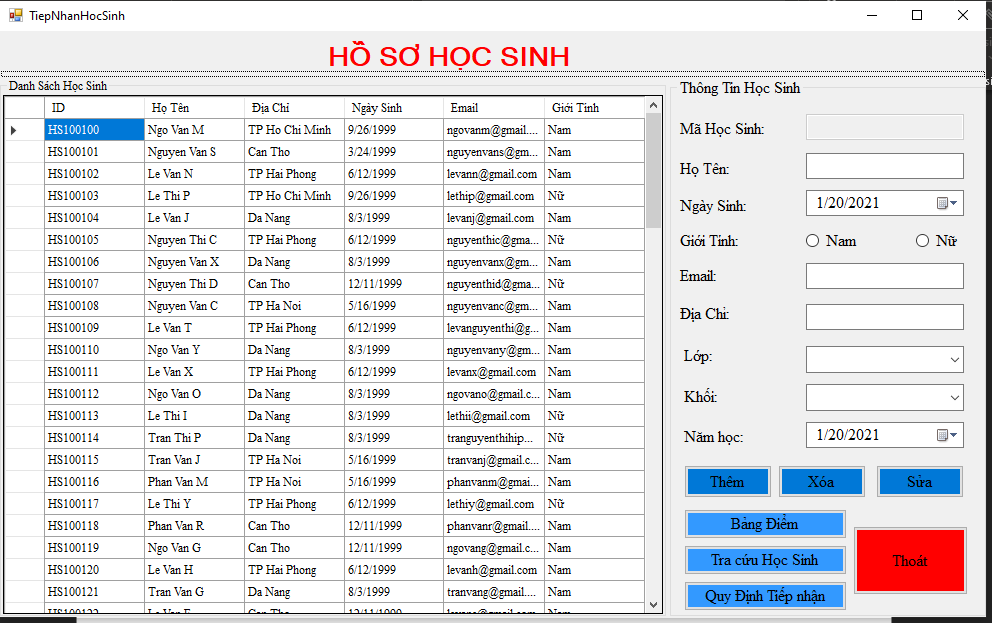 TiepNhanHocSinh
HỒ SƠ HỌC SINH
Danh Sách Học Sinh
ID Họ Tên Địa Chỉ Ngày Sinh Email Giới Tính
HS100100 Ngo Van M TP Ho Chi Minh 9/26/1999 ngovanm@gmail.... Nam
HS100101 Nguyen Van S Can Tho 3/24/1999 nguyenvans@gm... Nam
HS100102 Le Van N TP Hai Phong 6/12/1999 levann@gmail.com Nam
HS100103 Le Thi P TP Ho Chi Minh 9/26/1999 lethip@gmail.com Nữ
HS100104 Le Van J Da Nang 8/3/1999 levanj@gmail.com Nam
HS100105 Nguyen Thi C TP Hai Phong 6/12/1999 nguyenthic@gma... Nữ
HS100106 Nguyen Van X Da Nang 8/3/1999 nguyenvanx@gm... Nam
HS100107 Nguyen Thi D Can Tho 12/11/1999 nguyenthid@gma... Nữ
HS100108 Nguyen Van C TP Ha Noi 5/16/1999 nguyenvanc@gm... Nam
HS100109 Le Van T TP Hai Phong 6/12/1999 levanguyenthi@g... Nam
HS100110 Ngo Van Y Da Nang 8/3/1999 nguyenvany@gm... Nam
HS100111 Le Van X TP Hai Phong 6/12/1999 levanx@gmail.com Nam
HS100112 Ngo Van O Da Nang 8/3/1999 ngovano@gmail.c... Nam
HS100113 Le Thi I Da Nang 8/3/1999 lethii@gmail.com Nữ
HS100114 Tran Thi P Da Nang 8/3/1999 tranguyenthihip... Nữ
HS100115 Tran Van J TP Ha Noi 5/16/1999 tranvanj@gmail.c... Nam
HS100116 Phan Van M TP Ha Noi 5/16/1999 phanvanm@gmai... Nam
HS100117 Le Thi Y TP Hai Phong 6/12/1999 lethiy@gmail.com Nữ
HS100118 Phan Van R Can Tho 12/11/1999 phanvanr@gmail.... Nam
HS100119 Ngo Van G Can Tho 12/11/1999 ngovang@gmail.c... Nam
HS100120 Le Van H TP Hai Phong 6/12/1999 levanh@gmail.com Nam
HS100121 Tran Van G Da Nang 8/3/1999 tranvang@gmail.... Nam
Thông Tin Học Sinh
Mã Học Sinh:
Họ Tên:
Ngày Sinh: 1/20/2021
Giới Tính: Nam Nữ
Email:
Địa Chỉ:
Lớp:
Khối:
Năm học: 1/20/2021
Thêm Xóa Sửa
Bảng Điểm
Tra cứu Học Sinh
Thoát
Quy Định Tiếp nhận